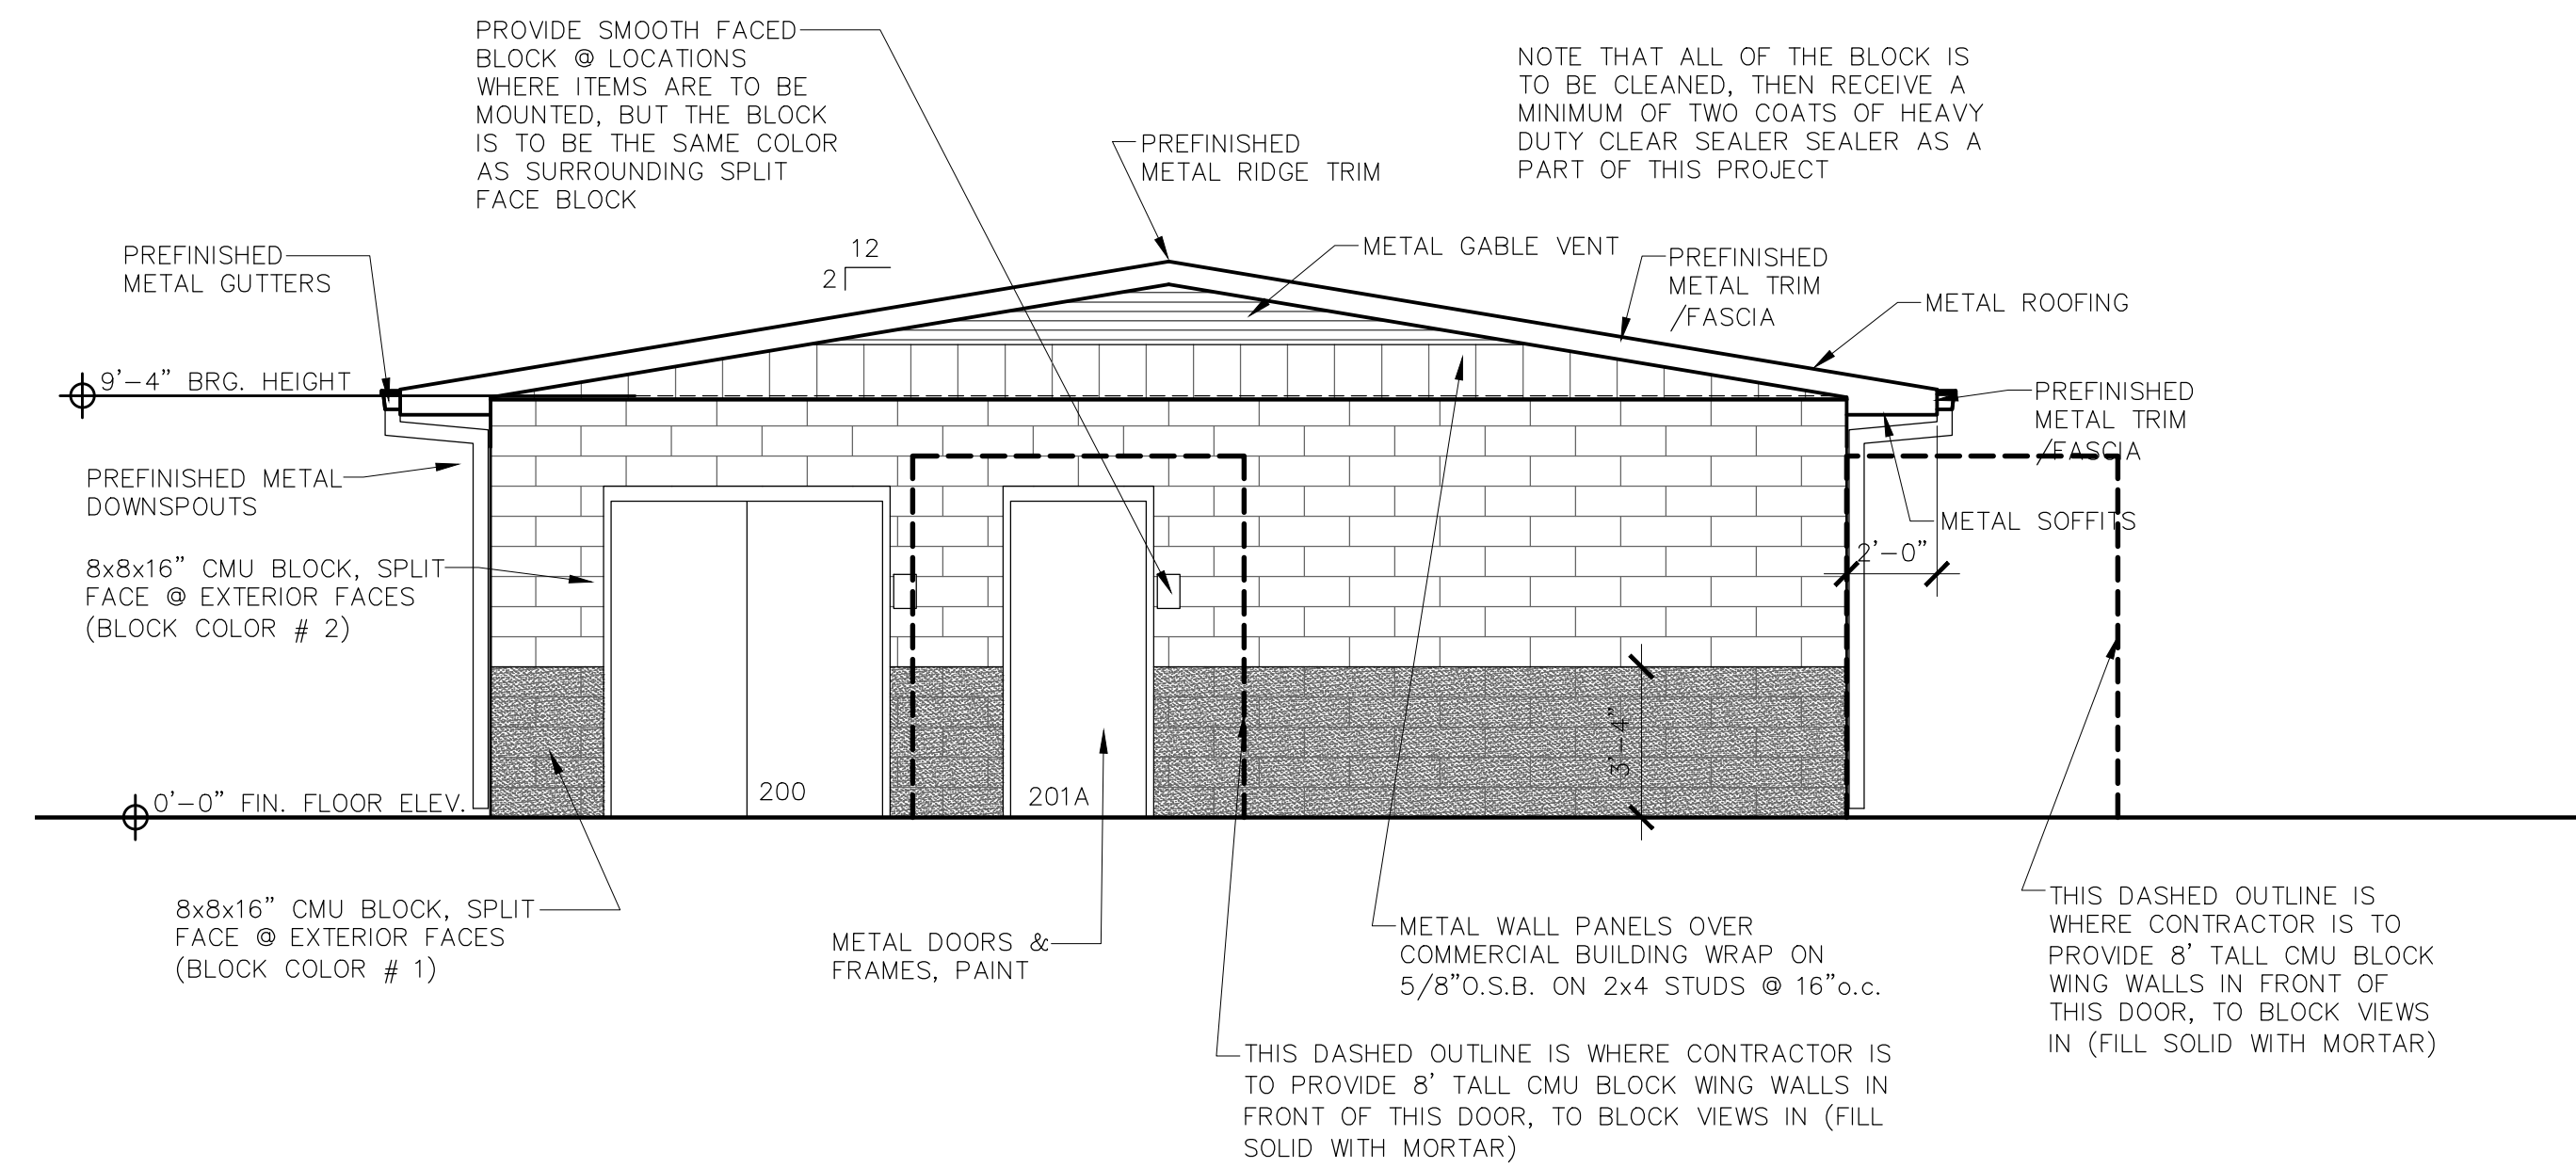 PROVIDE SMOOTH FACED
BLOCK @ LOCATIONS
WHERE ITEMS ARE TO BE
MOUNTED, BUT THE BLOCK
IS TO BE THE SAME COLOR
AS SURROUNDING SPLIT
FACE BLOCK
NOTE THAT ALL OF THE BLOCK IS
TO BE CLEANED, THEN RECEIVE A
MINIMUM OF TWO COATS OF HEAVY
DUTY CLEAR SEALER SEALER AS A
PART OF THIS PROJECT
PREFINISHED
METAL RIDGE TRIM
PREFINISHED
METAL GUTTERS
12
2
METAL GABLE VENT
PREFINISHED
METAL TRIM
/FASCIA
METAL ROOFING
9'-4" BRG. HEIGHT
PREFINISHED
METAL TRIM
/FASCIA
PREFINISHED METAL
DOWNSPOUTS
METAL SOFFITS
2'-0"
8x8x16" CMU BLOCK, SPLIT
FACE @ EXTERIOR FACES
(BLOCK COLOR # 2)
3'-4"
200
201A
0'-0" FIN. FLOOR ELEV.
8x8x16" CMU BLOCK, SPLIT
FACE @ EXTERIOR FACES
(BLOCK COLOR # 1)
METAL DOORS &
FRAMES, PAINT
METAL WALL PANELS OVER
COMMERCIAL BUILDING WRAP ON
5/8"O.S.B. ON 2x4 STUDS @ 16"o.c.
THIS DASHED OUTLINE IS
WHERE CONTRACTOR IS TO
PROVIDE 8' TALL CMU BLOCK
WING WALLS IN FRONT OF
THIS DOOR, TO BLOCK VIEWS
IN (FILL SOLID WITH MORTAR)
THIS DASHED OUTLINE IS WHERE CONTRACTOR IS
TO PROVIDE 8' TALL CMU BLOCK WING WALLS IN
FRONT OF THIS DOOR, TO BLOCK VIEWS IN (FILL
SOLID WITH MORTAR)